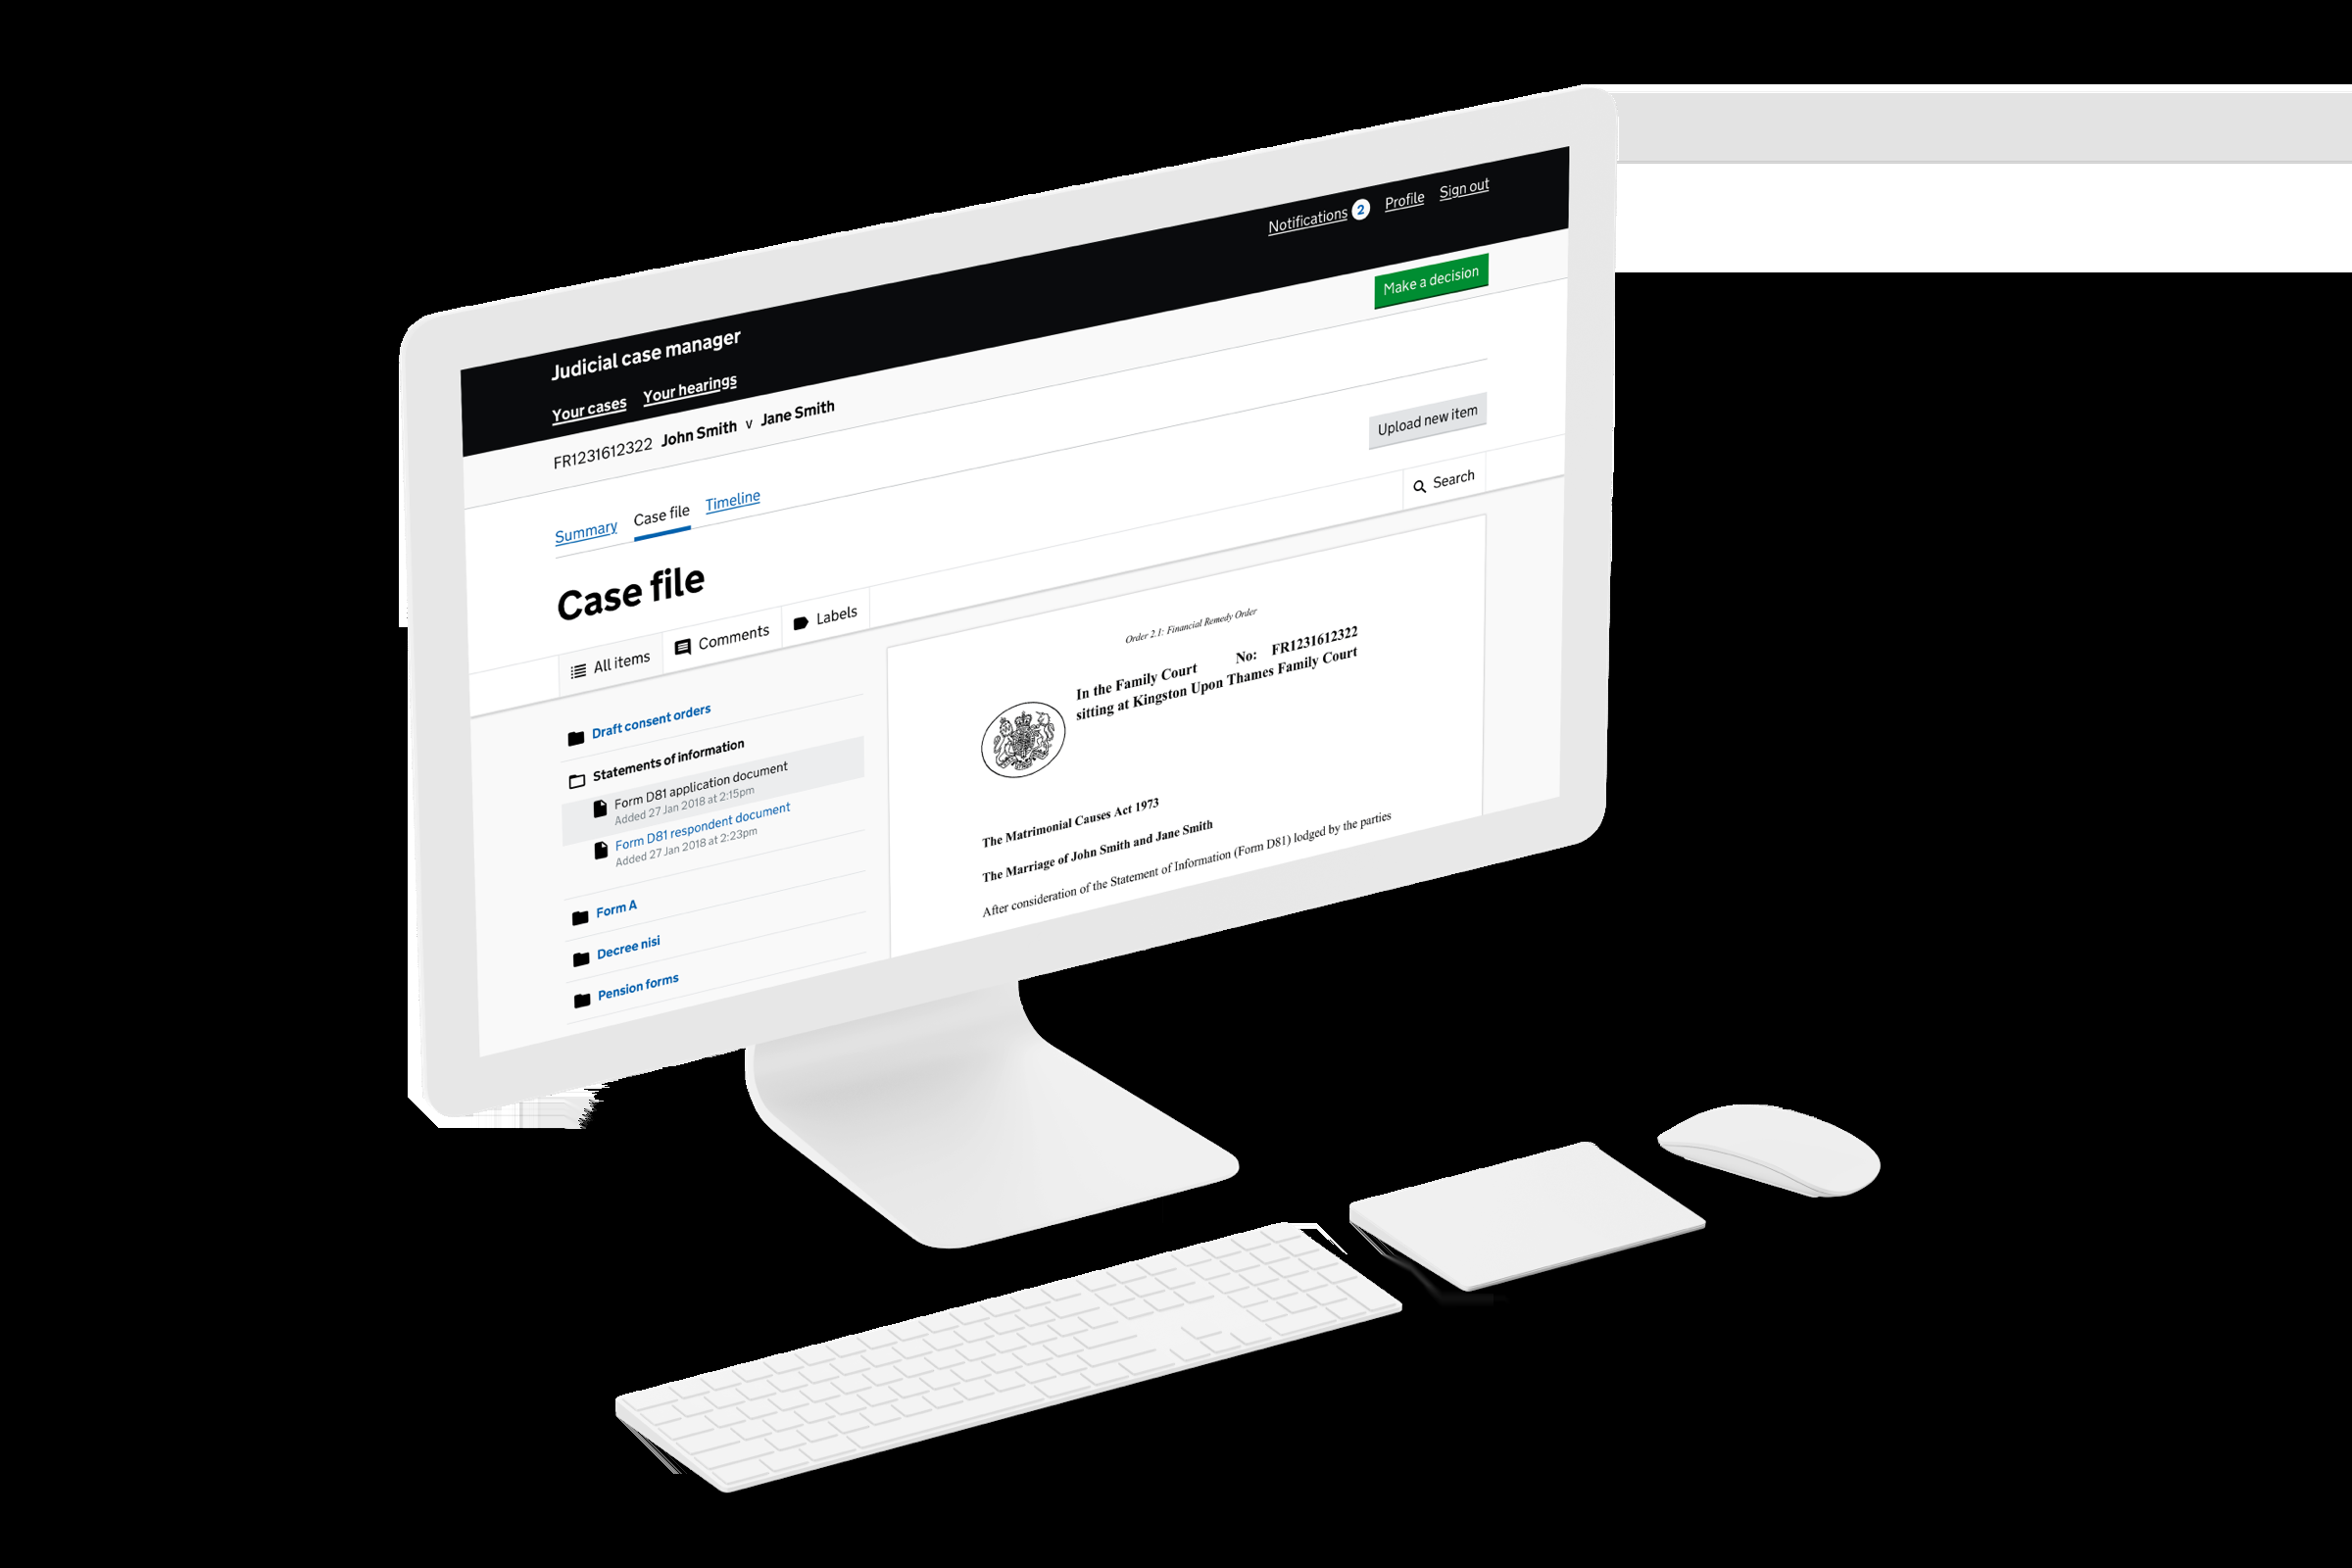 Notifications 2 Profile Sign out
Judicial case manager
Your cases Your hearings
FR1231612322 John Smith v Jane Smith
Make a decision
Summary Case file Timeline
Case file
Upload new item
All items Comments Labels
Search
Draft consent orders
Statements of information
Form D81 application document
Added 27 Jan 2018 at 2:15pm
Form D81 respondent document
Added 27 Jan 2018 at 2:23pm
Form A
Decree nisi
Pension forms
Order 2.1: Financial Remedy Order
In the Family Court No: FR1231612322
sitting at Kingston Upon Thames Family Court
The Matrimonial Causes Act 1973
The Marriage of John Smith and Jane Smith
After consideration of the Statement of Information (Form D81) lodged by the parties